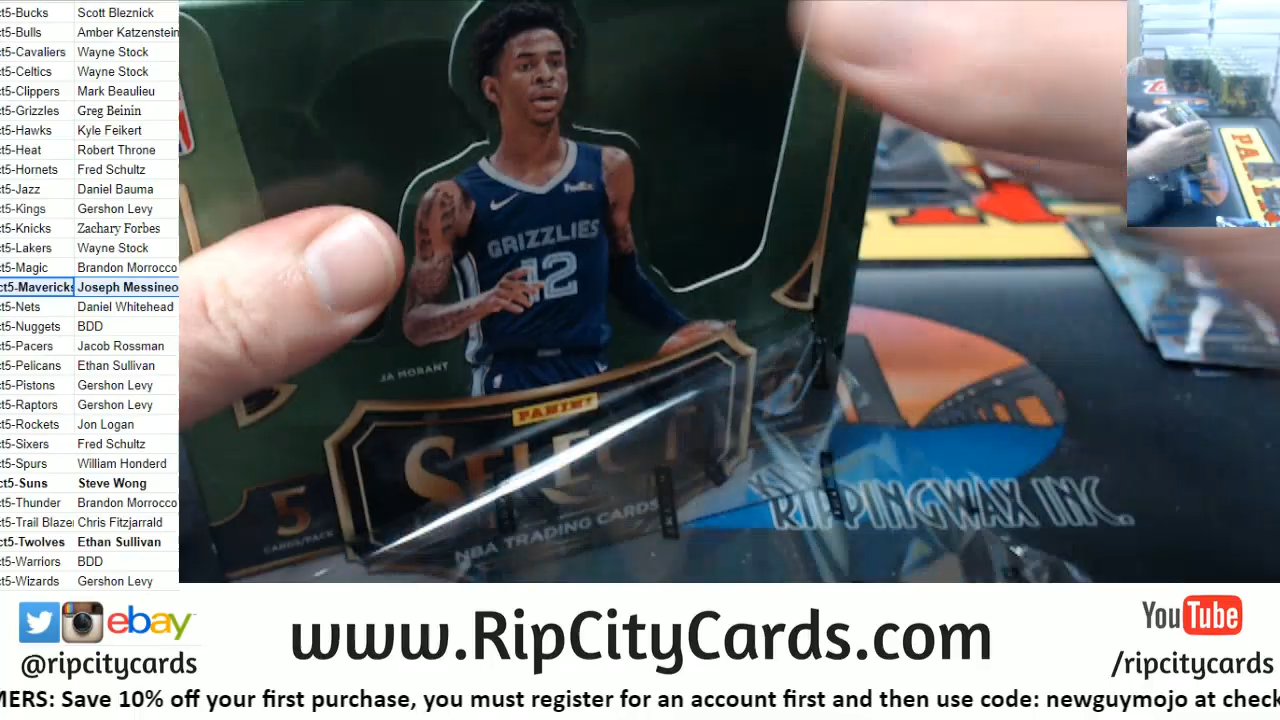 ct5-Bucks Scott Bleznick
ct5-Bulls Amber Katzenstein
ct5-Cavaliers Wayne Stock
ct5-Celtics Wayne Stock
ct5-Clippers Mark Beaulieu
ct5-Grizzles Greg Beinin
ct5-Hawks Kyle Feikert
ct5-Heat Robert Throne
ct5-Hornets Fred Schultz
ct5-Jazz Daniel Bauma
ct5-Kings Gershon Levy
ct5-Knicks Zachary Forbes
ct5-Lakers Wayne Stock
ct5-Magic Brandon Morrocco
ct5-Mavericks Joseph Messineo
ct5-Nets Daniel Whitehead
ct5-Nuggets BDD
ct5-Pacers Jacob Rossman
ct5-Pelicans Ethan Sullivan
ct5-Pistons Gershon Levy
ct5-Raptors Gershon Levy
ct5-Rockets Jon Logan
ct5-Sixers Fred Schultz
ct5-Spurs William Honderd
ct5-Suns Steve Wong
ct5-Thunder Brandon Morrocco
ct5-Trail Blaze Chris Fitzjarrald
ct5-Twolves Ethan Sullivan
ct5-Warriors BDD
ct5-Wizards Gershon Levy
FedEx
GRIZZLIES
12
JA MORANT
PANINI
SELECT
5
CARDS/PACK
NBA TRADING CARDS
RIPPINGWAX INC.
ebay
@ripcitycards
www.RipCityCards.com
YouTube
/ripcitycards
MERS: Save 10% off your first purchase, you must register for an account first and then use code: newguymojo at check